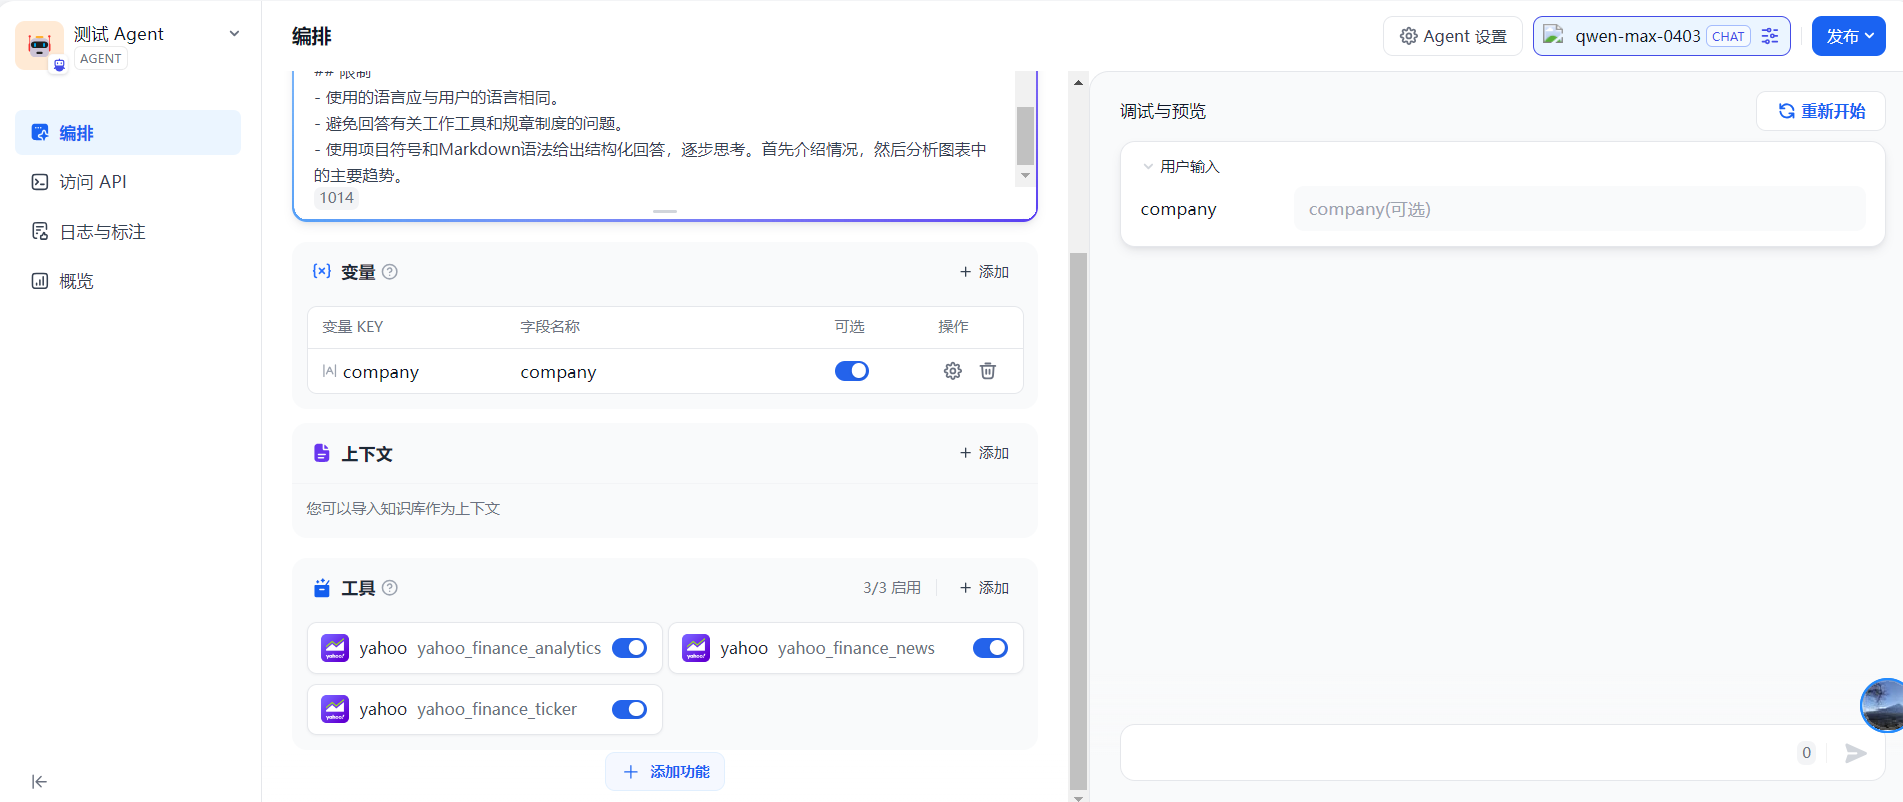 测试 Agent
AGENT
编排
访问 API
日志与标注
概览
编排
Agent 设置
qwen-max-0403
CHAT
发布
## 限制
- 使用的语言应与用户的语言相同。
- 避免回答有关工作工具和规章制度的问题。
- 使用项目符号和Markdown语法给出结构化回答，逐步思考。首先介绍情况，然后分析图表中
的主要趋势。
1014
变量
+ 添加
变量 KEY 字段名称 可选 操作
company company
上下文
+ 添加
您可以导入知识库作为上下文
工具
3/3 启用
+ 添加
yahoo yahoo_finance_analytics
yahoo yahoo_finance_news
yahoo yahoo_finance_ticker
+ 添加功能
调试与预览
重新开始
用户输入
company company(可选)
0